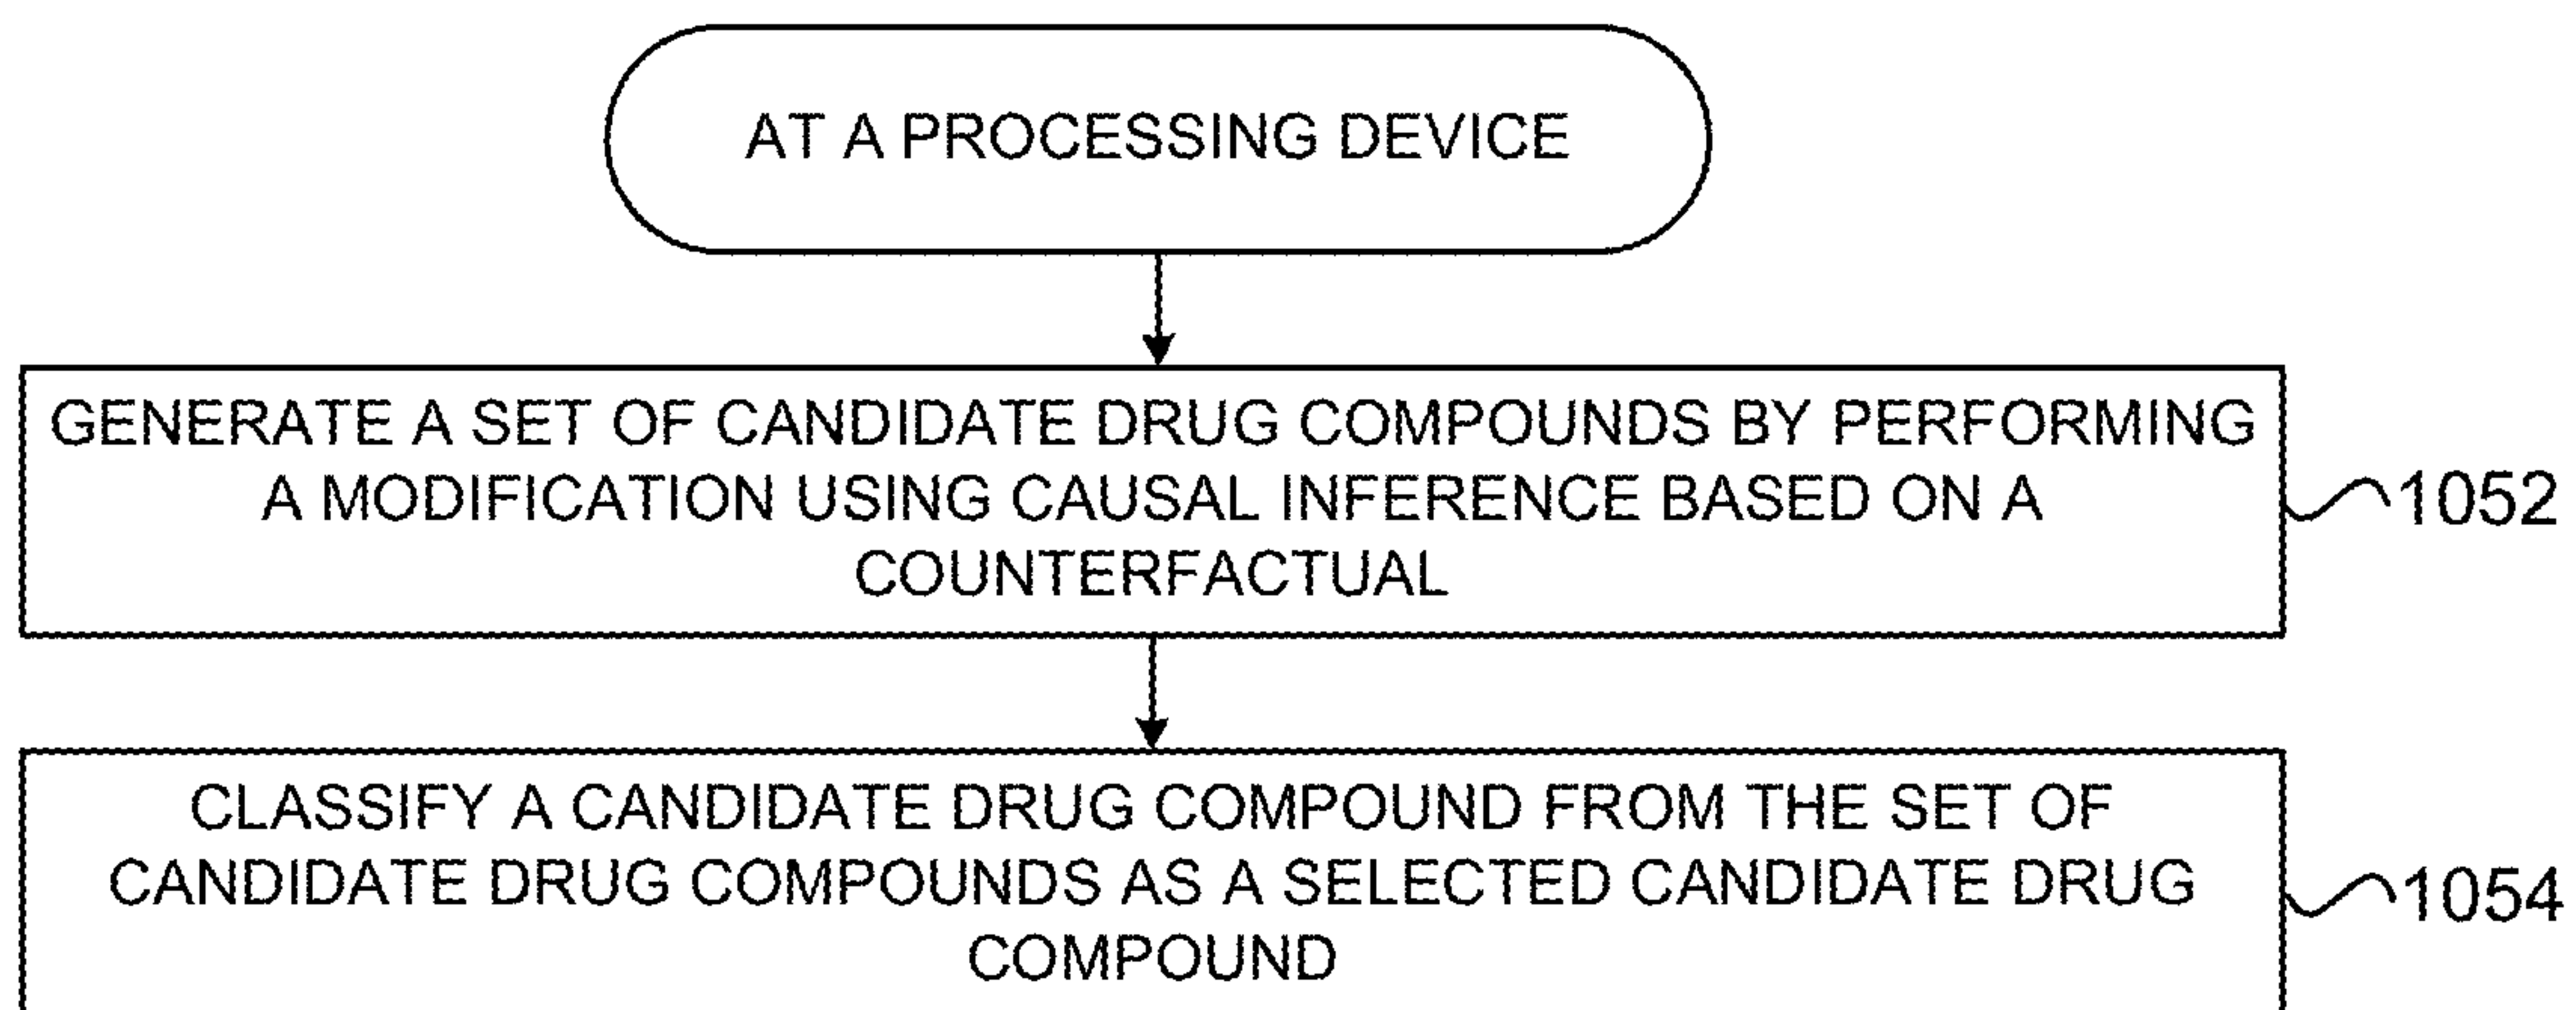 AT A PROCESSING DEVICE
GENERATE A SET OF CANDIDATE DRUG COMPOUNDS BY PERFORMING
A MODIFICATION USING CAUSAL INFERENCE BASED ON A
COUNTERFACTUAL
1052
CLASSIFY A CANDIDATE DRUG COMPOUND FROM THE SET OF
CANDIDATE DRUG COMPOUNDS AS A SELECTED CANDIDATE DRUG
COMPOUND
1054